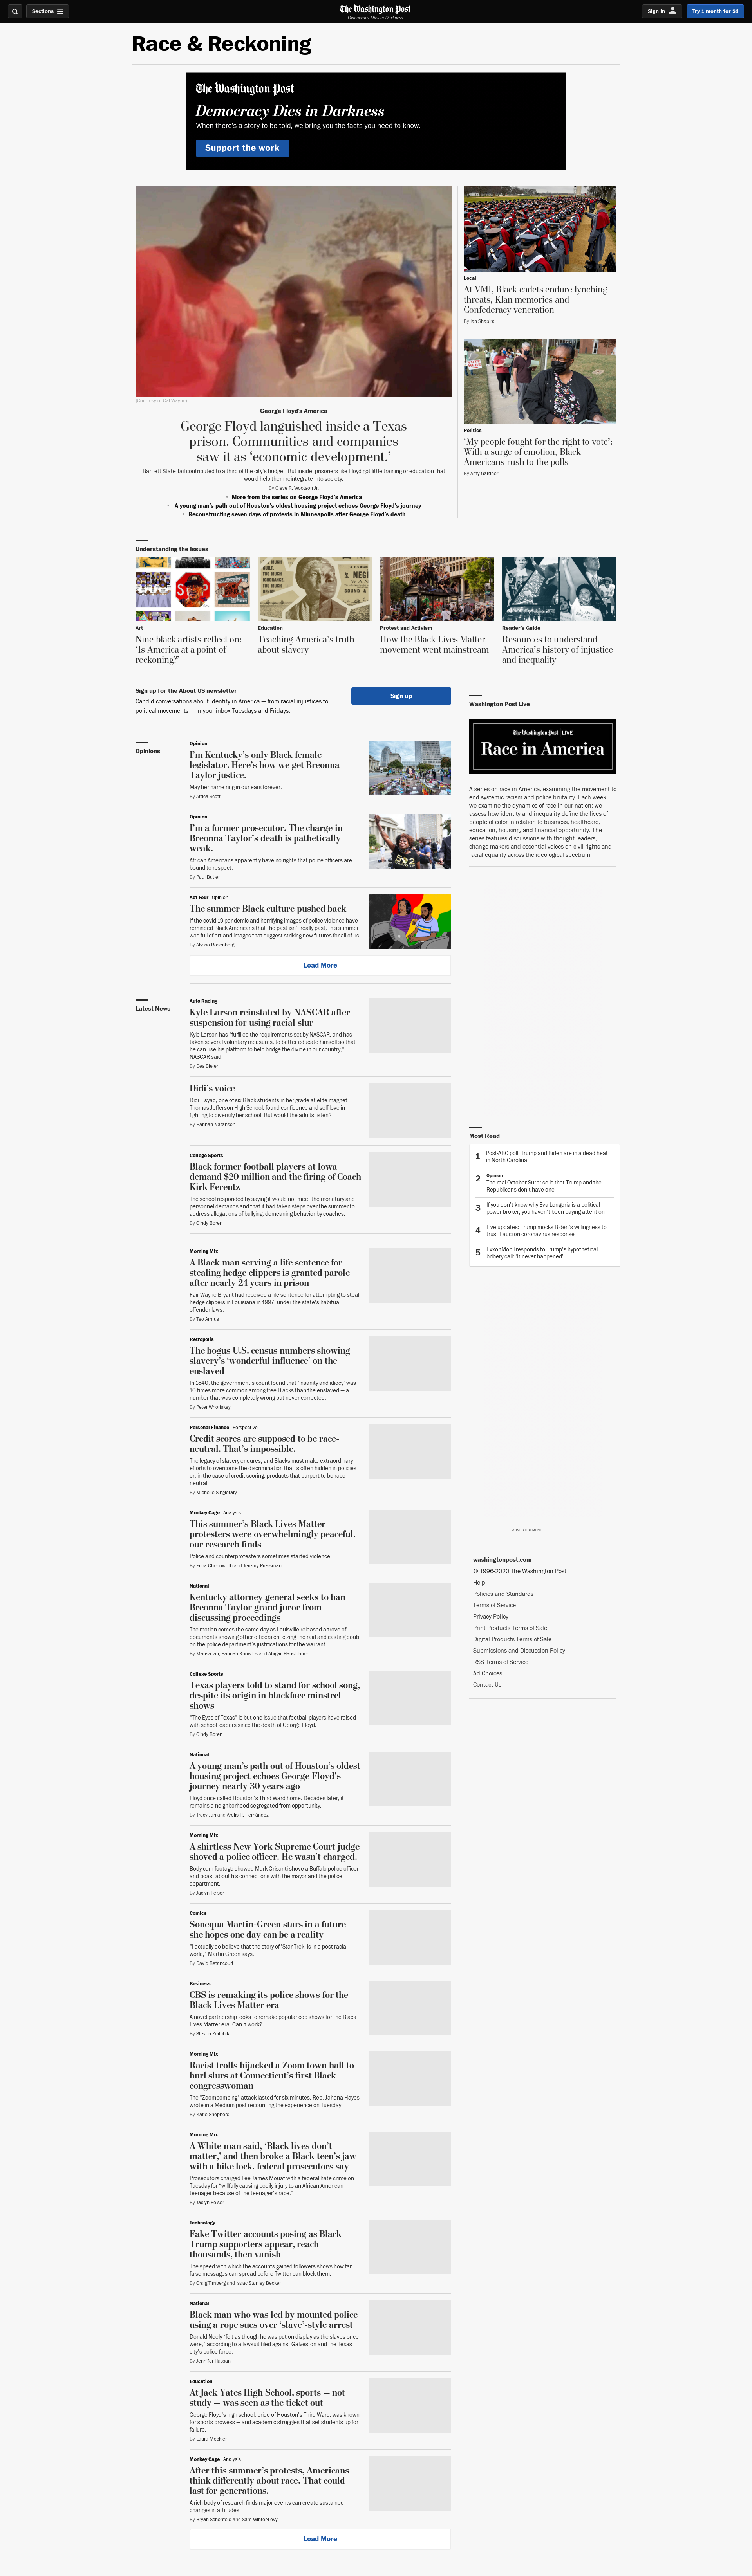 Sections
The Washington Post
Democracy Dies in Darkness
Sign In
Try 1 month for $1
Race & Reckoning
The Washington Post
Democracy Dies in Darkness
When there's a story to be told, we bring you the facts you need to know.
Support the work
(Courtesy of Cal Wayne)
George Floyd's America
George Floyd languished inside a Texas
prison. Communities and companies
saw it as ‘economic development.’
Bartlett State Jail contributed to a third of the city's budget. But inside, prisoners like Floyd got little training or education that
would help them reintegrate into society.
By Cleve R. Wootson Jr.
· More from the series on George Floyd's America
· A young man's path out of Houston's oldest housing project echoes George Floyd's journey
· Reconstructing seven days of protests in Minneapolis after George Floyd's death
Local
At VMI, Black cadets endure lynching
threats, Klan memories and
Confederacy veneration
By Ian Shapira
Politics
‘My people fought for the right to vote’:
With a surge of emotion, Black
Americans rush to the polls
By Amy Gardner
Understanding the Issues
Art
Nine black artists reflect on:
‘Is America at a point of
reckoning?’
Education
Teaching America’s truth
about slavery
Protest and Activism
How the Black Lives Matter
movement went mainstream
Reader's Guide
Resources to understand
America’s history of injustice
and inequality
Sign up for the About US newsletter
Candid conversations about identity in America — from racial injustices to
political movements — in your inbox Tuesdays and Fridays.
Sign up
Opinions
Opinion
I’m Kentucky’s only Black female
legislator. Here’s how we get Breonna
Taylor justice.
May her name ring in our ears forever.
By Attica Scott
Opinion
I’m a former prosecutor. The charge in
Breonna Taylor’s death is pathetically
weak.
African Americans apparently have no rights that police officers are
bound to respect.
By Paul Butler
Act Four Opinion
The summer Black culture pushed back
If the covid-19 pandemic and horrifying images of police violence have
reminded Black Americans that the past isn't really past, this summer
was full of art and images that suggest striking new futures for all of us.
By Alyssa Rosenberg
Load More
Latest News
Auto Racing
Kyle Larson reinstated by NASCAR after
suspension for using racial slur
Kyle Larson has "fulfilled the requirements set by NASCAR, and has
taken several voluntary measures, to better educate himself so that
he can use his platform to help bridge the divide in our country,"
NASCAR said.
By Des Bieler
Didi’s voice
Didi Elsyad, one of six Black students in her grade at elite magnet
Thomas Jefferson High School, found confidence and self-love in
fighting to diversify her school. But would the adults listen?
By Hannah Natanson
College Sports
Black former football players at Iowa
demand $20 million and the firing of Coach
Kirk Ferentz
The school responded by saying it would not meet the monetary and
personnel demands and that it had taken steps over the summer to
address allegations of bullying, demeaning behavior by coaches.
By Cindy Boren
Morning Mix
A Black man serving a life sentence for
stealing hedge clippers is granted parole
after nearly 24 years in prison
Fair Wayne Bryant had received a life sentence for attempting to steal
hedge clippers in Louisiana in 1997, under the state's habitual
offender laws.
By Teo Armus
Retropolis
The bogus U.S. census numbers showing
slavery’s ‘wonderful influence’ on the
enslaved
In 1840, the government's count found that 'insanity and idiocy' was
10 times more common among free Blacks than the enslaved — a
number that was completely wrong but never corrected.
By Peter Whoriskey
Personal Finance Perspective
Credit scores are supposed to be race-
neutral. That’s impossible.
The legacy of slavery endures, and Blacks must make extraordinary
efforts to overcome the discrimination that is often hidden in policies
or, in the case of credit scoring, products that purport to be race-
neutral.
By Michelle Singletary
Monkey Cage Analysis
This summer’s Black Lives Matter
protesters were overwhelmingly peaceful,
our research finds
Police and counterprotesters sometimes started violence.
By Erica Chenoweth and Jeremy Pressman
National
Kentucky attorney general seeks to ban
Breonna Taylor grand juror from
discussing proceedings
The motion comes the same day as Louisville released a trove of
documents showing other officers criticizing the raid and casting doubt
on the police department's justifications for the warrant.
By Marisa Iati, Hannah Knowles and Abigail Hauslohner
College Sports
Texas players told to stand for school song,
despite its origin in blackface minstrel
shows
"The Eyes of Texas" is but one issue that football players have raised
with school leaders since the death of George Floyd.
By Cindy Boren
National
A young man’s path out of Houston’s oldest
housing project echoes George Floyd’s
journey nearly 30 years ago
Floyd once called Houston's Third Ward home. Decades later, it
remains a neighborhood segregated from opportunity.
By Tracy Jan and Arelis R. Hernández
Morning Mix
A shirtless New York Supreme Court judge
shoved a police officer. He wasn’t charged.
Body-cam footage showed Mark Grisanti shove a Buffalo police officer
and boast about his connections with the mayor and the police
department.
By Jaclyn Peiser
Comics
Sonequa Martin-Green stars in a future
she hopes one day can be a reality
"I actually do believe that the story of 'Star Trek' is in a post-racial
world," Martin-Green says.
By David Betancourt
Business
CBS is remaking its police shows for the
Black Lives Matter era
A novel partnership looks to remake popular cop shows for the Black
Lives Matter era. Can it work?
By Steven Zeitchik
Morning Mix
Racist trolls hijacked a Zoom town hall to
hurl slurs at Connecticut’s first Black
congresswoman
The "Zoombombing" attack lasted for six minutes, Rep. Jahana Hayes
wrote in a Medium post recounting the experience on Tuesday.
By Katie Shepherd
Morning Mix
A White man said, ‘Black lives don’t
matter,’ and then broke a Black teen’s jaw
with a bike lock, federal prosecutors say
Prosecutors charged Lee James Mouat with a federal hate crime on
Tuesday for "willfully causing bodily injury to an African-American
teenager because of the teenager's race."
By Jaclyn Peiser
Technology
Fake Twitter accounts posing as Black
Trump supporters appear, reach
thousands, then vanish
The speed with which the accounts gained followers shows how far
false messages can spread before Twitter can block them.
By Craig Timberg and Isaac Stanley-Becker
National
Black man who was led by mounted police
using a rope sues over ‘slave’-style arrest
Donald Neely "felt as though he was put on display as the slaves once
were," according to a lawsuit filed against Galveston and the Texas
city's police force.
By Jennifer Hassan
Education
At Jack Yates High School, sports — not
study — was seen as the ticket out
George Floyd's high school, pride of Houston's Third Ward, was known
for sports prowess — and academic struggles that set students up for
failure.
By Laura Meckler
Monkey Cage Analysis
After this summer’s protests, Americans
think differently about race. That could
last for generations.
A rich body of research finds major events can create sustained
changes in attitudes.
By Bryan Schonfeld and Sam Winter-Levy
Load More
Washington Post Live
The Washington Post LIVE
Race in America
A series on race in America, examining the movement to
end systemic racism and police brutality. Each week,
we examine the dynamics of race in our nation; we
assess how identity and inequality define the lives of
people of color in relation to business, healthcare,
education, housing, and financial opportunity. The
series features discussions with thought leaders,
change makers and essential voices on civil rights and
racial equality across the ideological spectrum.
Most Read
1 Post-ABC poll: Trump and Biden are in a dead heat
in North Carolina
2 Opinion
The real October Surprise is that Trump and the
Republicans don't have one
3 If you don't know why Eva Longoria is a political
power broker, you haven't been paying attention
4 Live updates: Trump mocks Biden's willingness to
trust Fauci on coronavirus response
5 ExxonMobil responds to Trump's hypothetical
bribery call: 'It never happened'
ADVERTISEMENT
washingtonpost.com
© 1996-2020 The Washington Post
Help
Policies and Standards
Terms of Service
Privacy Policy
Print Products Terms of Sale
Digital Products Terms of Sale
Submissions and Discussion Policy
RSS Terms of Service
Ad Choices
Contact Us